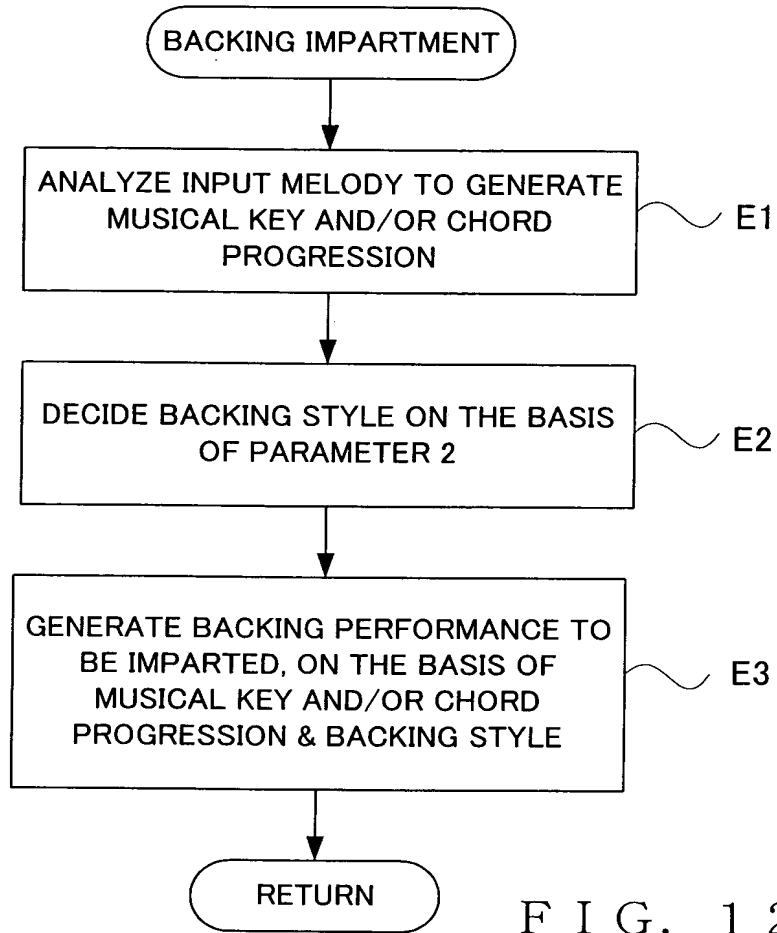 BACKING IMPARTMENT
ANALYZE INPUT MELODY TO GENERATE
MUSICAL KEY AND/OR CHORD
PROGRESSION
E1
DECIDE BACKING STYLE ON THE BASIS
OF PARAMETER 2
E2
GENERATE BACKING PERFORMANCE TO
BE IMPARTED, ON THE BASIS OF
MUSICAL KEY AND/OR CHORD
PROGRESSION & BACKING STYLE
E3
RETURN
FIG. 12